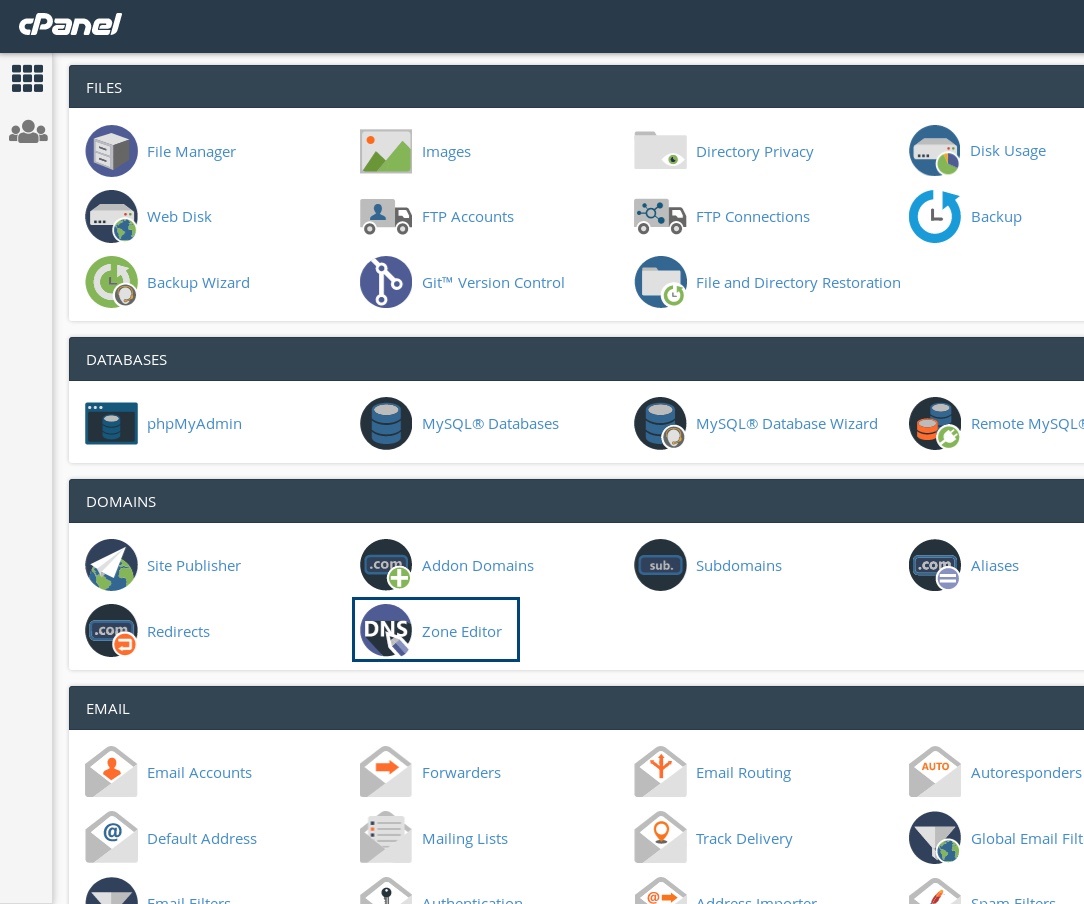 cPanel
FILES
File Manager
Images
Directory Privacy
Disk Usage
Web Disk
FTP Accounts
FTP Connections
Backup
Backup Wizard
Git™ Version Control
File and Directory Restoration
DATABASES
phpMyAdmin
MySQL® Databases
MySQL® Database Wizard
Remote MySQL®
DOMAINS
Site Publisher
.com
Addon Domains
sub.
Subdomains
.com
Aliases
.com
Redirects
DNS
Zone Editor
EMAIL
Email Accounts
Forwarders
Email Routing
AUTO
Autoresponders
@
Default Address
Mailing Lists
Track Delivery
Global Email Filt
Email Filters
Authentication
@
Address Importer
Spam Filters